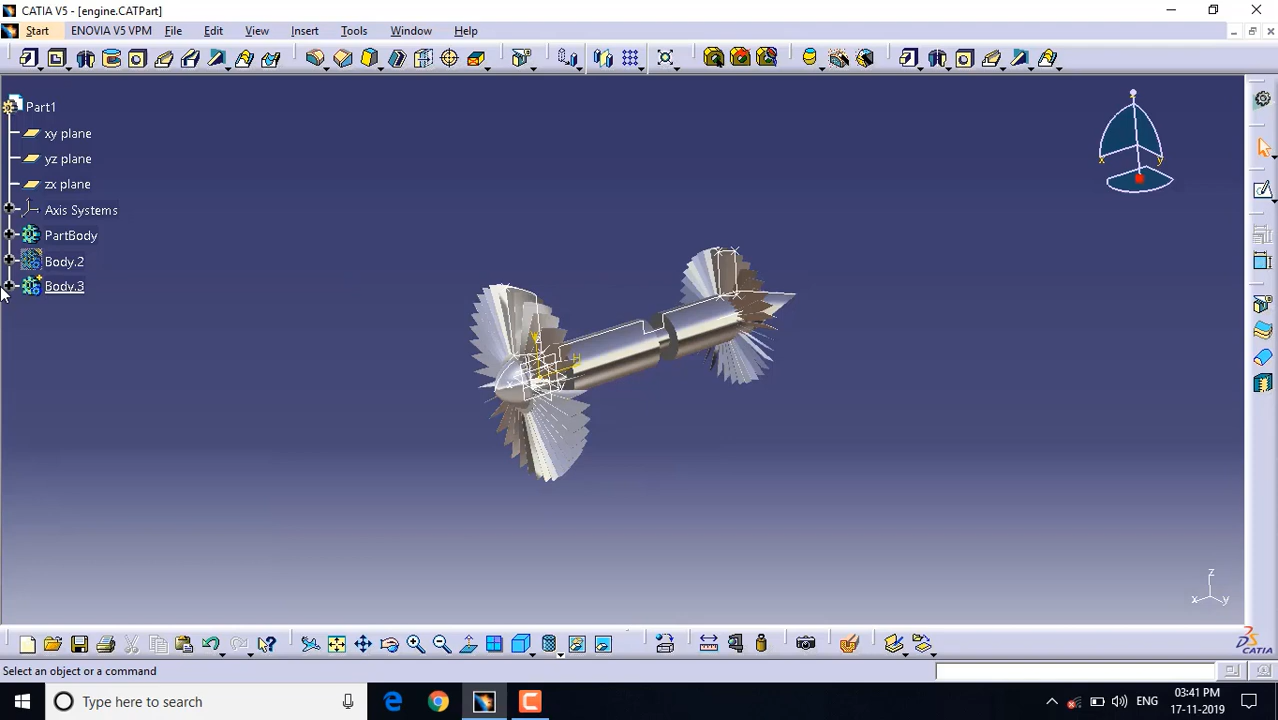 CATIA V5 - [engine.CATPart]
Start ENOVIA V5 VPM File Edit View Insert Tools Window Help
Part1
xy plane
yz plane
zx plane
Axis Systems
PartBody
Body.2
Body.3
x y
z
x y
Select an object or a command
CATIA
Type here to search
ENG
03:41 PM
17-11-2019